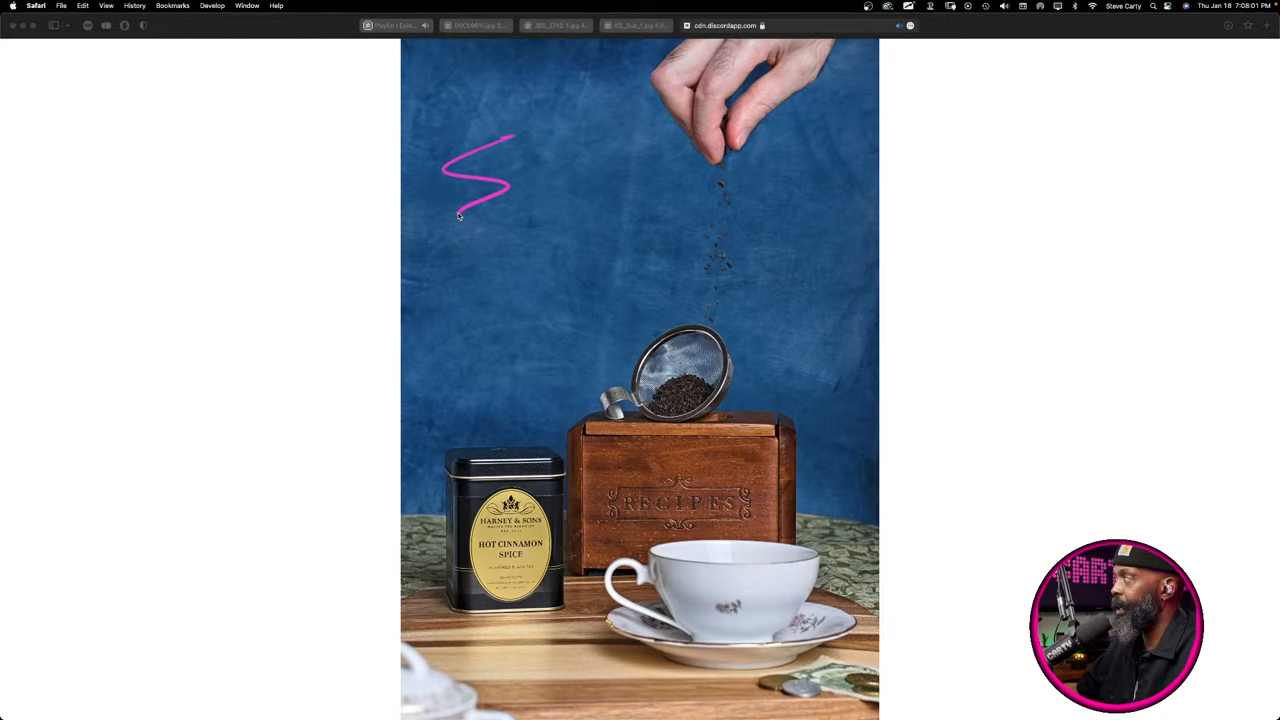 Safari File Edit View History Bookmarks Develop Window Help
Steve Carty Thu Jan 18 7:08:01 PM
cdn.discordapp.com
HARNEY & SONS
HOT CINNAMON
SPICE
RECIPES
CARTY